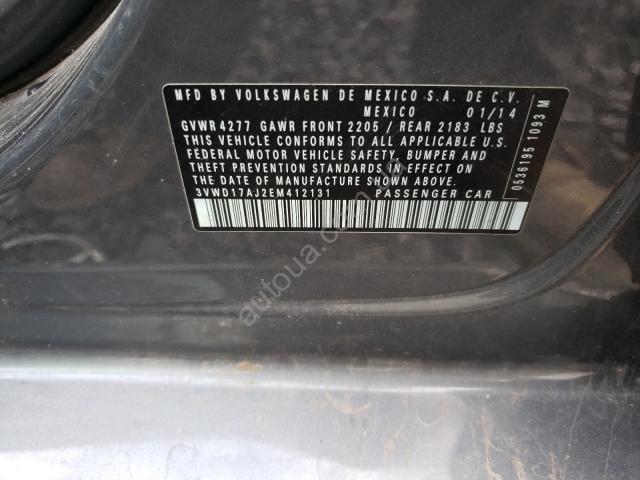 MFD BY VOLKSWAGEN DE MEXICO S.A. DE C.V.
MEXICO 01/14
GVWR 4277 GAWR FRONT 2205 / REAR 2183 LBS
THIS VEHICLE CONFORMS TO ALL APPLICABLE U.S.
FEDERAL MOTOR VEHICLE SAFETY, BUMPER AND
THEFT PREVENTION STANDARDS IN EFFECT ON
THE DATE OF MANUFACTURE SHOWN ABOVE.
3VWD17AJ2EM412131 PASSENGER CAR
0636195 1093 M
autoua.com